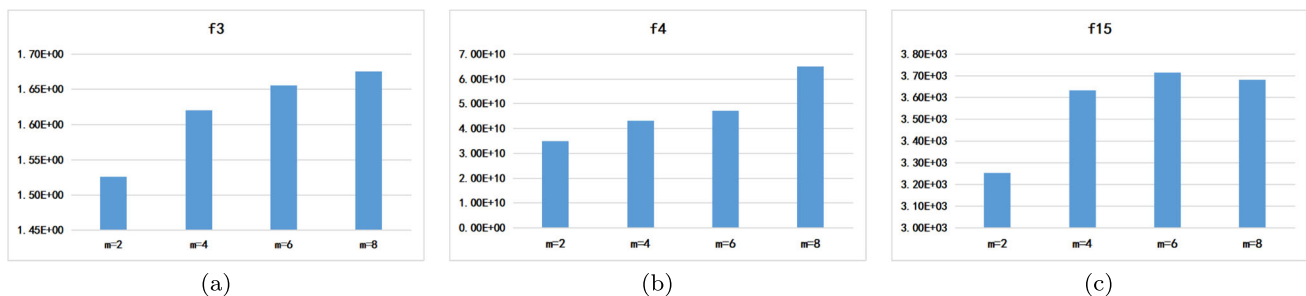 f3
1.70E+00
1.65E+00
1.60E+00
1.55E+00
1.50E+00
1.45E+00
m=2 m=4 m=6 m=8
(a)
f4
7.00E+10
6.00E+10
5.00E+10
4.00E+10
3.00E+10
2.00E+10
1.00E+10
0.00E+00
m=2 m=4 m=6 m=8
(b)
f15
3.80E+03
3.70E+03
3.60E+03
3.50E+03
3.40E+03
3.30E+03
3.20E+03
3.10E+03
3.00E+03
m=2 m=4 m=6 m=8
(c)